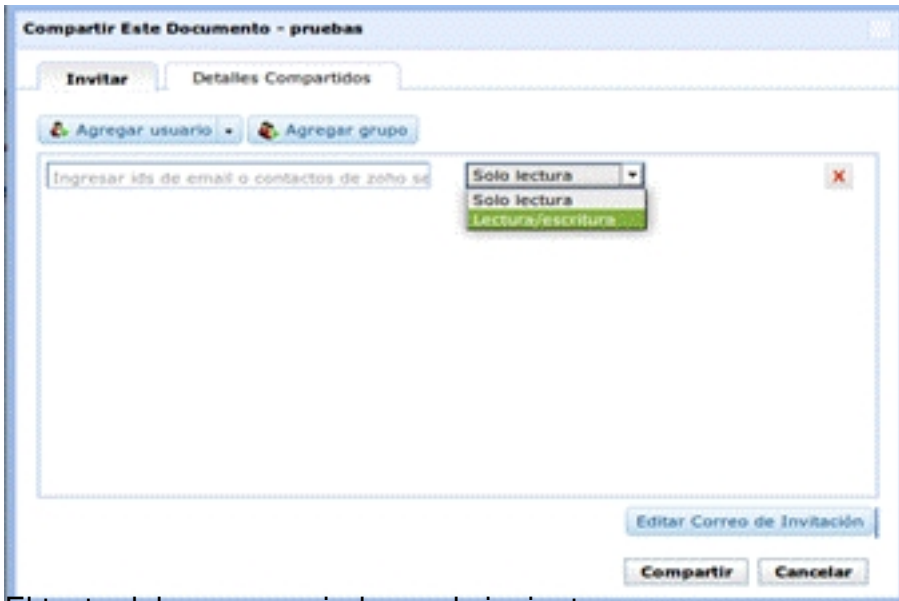 Compartir Este Documento - pruebas
Invitar
Detalles Compartidos
Agregar usuario
Agregar grupo
Ingresar ids de email o contactos de zoho se
Solo lectura
Solo lectura
Lectura/escritura
Editar Correo de Invitación
Compartir
Cancelar